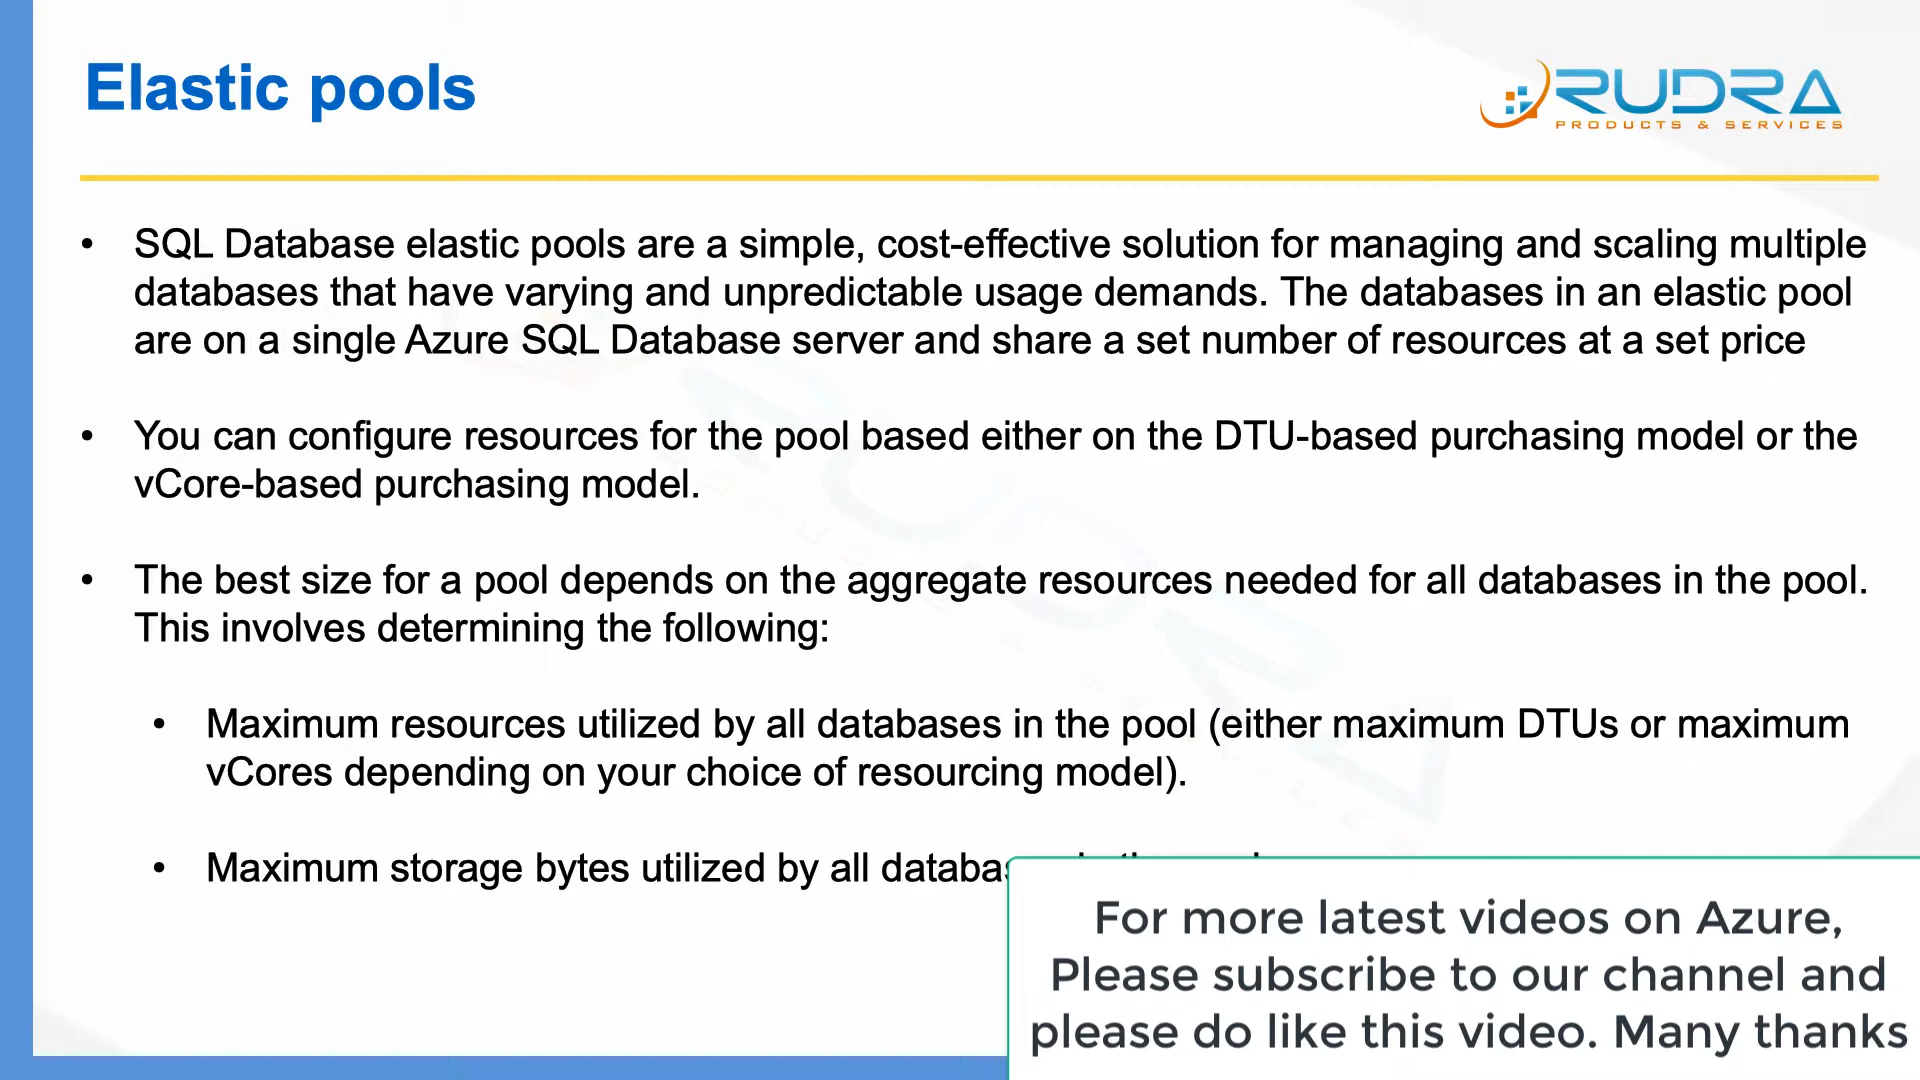 Elastic pools
RUDRA
PRODUCTS & SERVICES
• SQL Database elastic pools are a simple, cost-effective solution for managing and scaling multiple
databases that have varying and unpredictable usage demands. The databases in an elastic pool
are on a single Azure SQL Database server and share a set number of resources at a set price
• You can configure resources for the pool based either on the DTU-based purchasing model or the
vCore-based purchasing model.
• The best size for a pool depends on the aggregate resources needed for all databases in the pool.
This involves determining the following:
• Maximum resources utilized by all databases in the pool (either maximum DTUs or maximum
vCores depending on your choice of resourcing model).
• Maximum storage bytes utilized by all
For more latest videos on Azure,
Please subscribe to our channel and
please do like this video. Many thanks